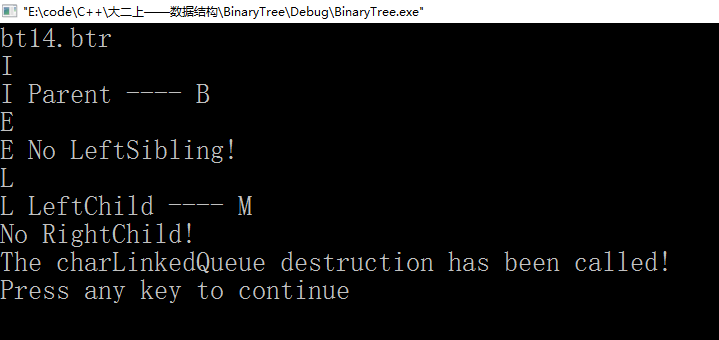 "E:\code\C++\大二上——数据结构\BinaryTree\Debug\BinaryTree.exe"
bt14.btr
I
I Parent ---- B
E
E No LeftSibling!
L
L LeftChild ---- M
No RightChild!
The charLinkedQueue destruction has been called!
Press any key to continue